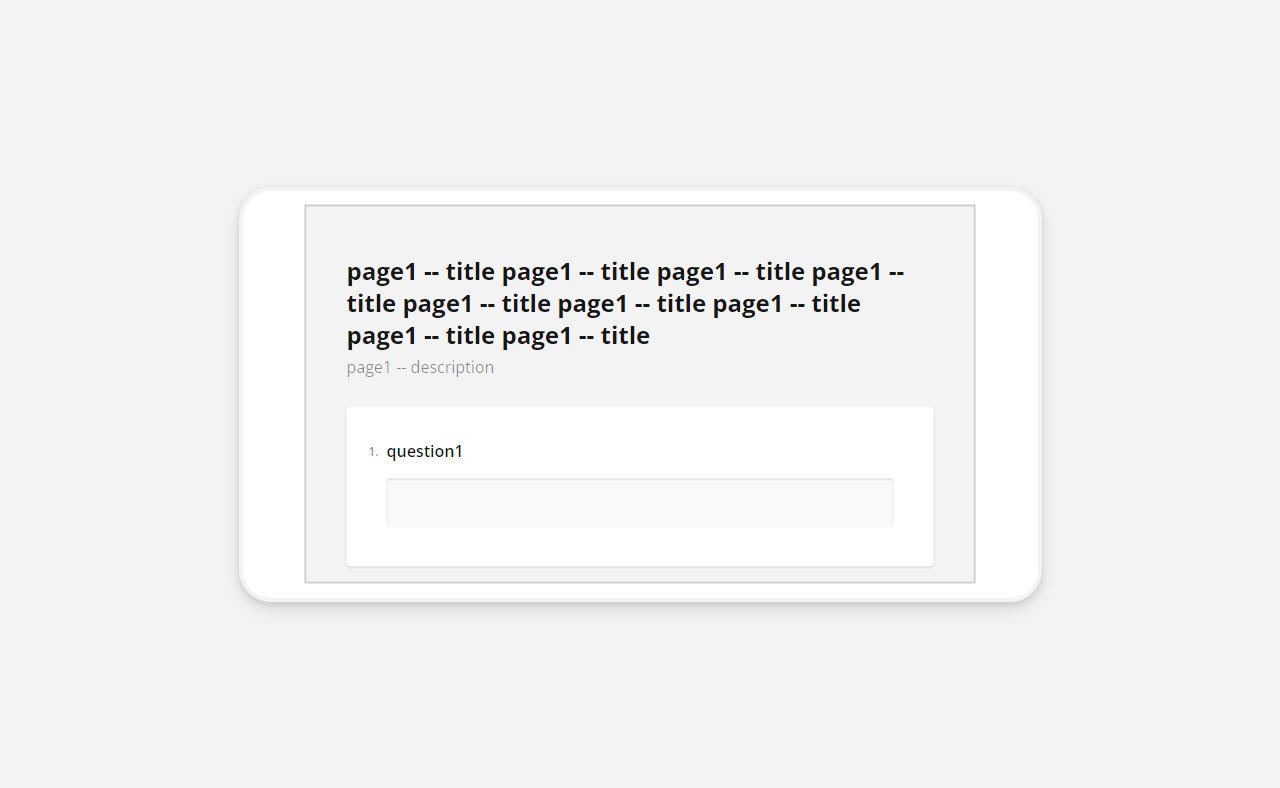 page1 -- title page1 -- title page1 -- title page1 --
title page1 -- title page1 -- title page1 -- title
page1 -- title page1 -- title
page1 -- description
1. question1